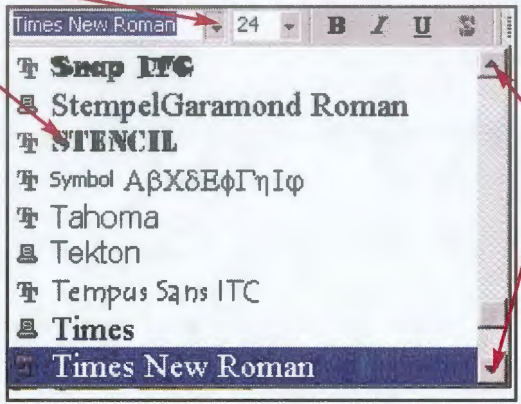 Times New Roman 24 B I U S
Snap ITC
StempelGaramond Roman
STENCIL
Symbol ΑβΧδΕφΓηΙφ
Tahoma
Tekton
Tempus Sans ITC
Times
Times New Roman